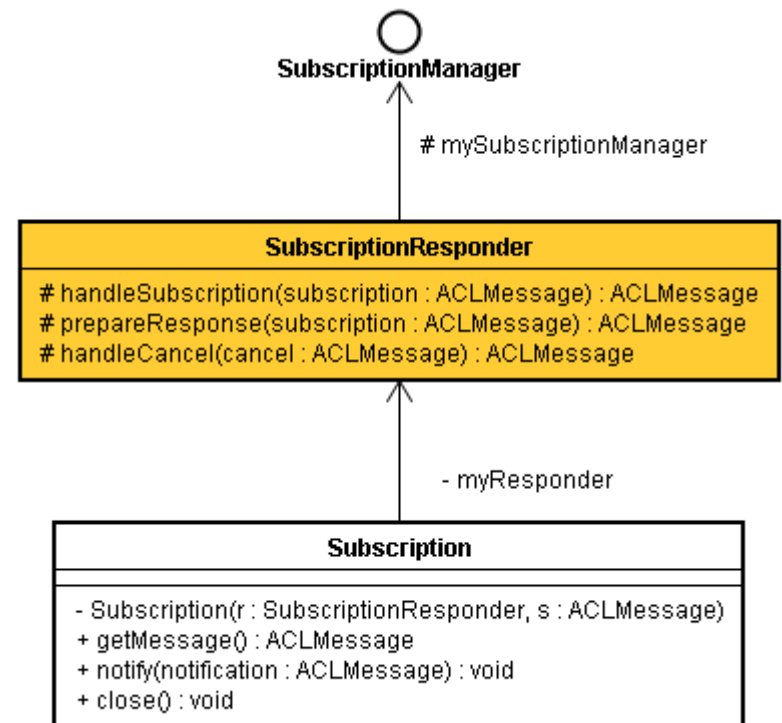 SubscriptionManager
# mySubscriptionManager
SubscriptionResponder
# handleSubscription(subscription : ACLMessage) : ACLMessage
# prepareResponse(subscription : ACLMessage) : ACLMessage
# handleCancel(cancel : ACLMessage) : ACLMessage
- myResponder
Subscription
- Subscription(r : SubscriptionResponder, s : ACLMessage)
+ getMessage() : ACLMessage
+ notify(notification : ACLMessage) : void
+ close() : void